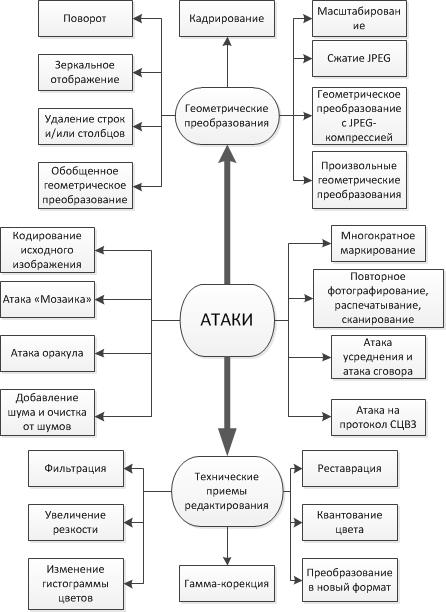 Поворот
Кадрирование
Масштабирован
ие
Зеркальное
отображение
Сжатие JPEG
Геометрические
преобразования
Удаление строк
и/или столбцов
Геометрическое
преобразование
с JPEG-
компрессией
Обобщенное
геометрическое
преобразование
Произвольные
геометрические
преобразования
Кодирование
исходного
изображения
Многократное
маркирование
Атака «Мозаика»
Повторное
фотографирование,
распечатывание,
сканирование
АТАКИ
Атака оракула
Атака
усреднения и
атака сговора
Добавление
шума и очистка
от шумов
Атака на
протокол СЦВЗ
Фильтрация
Технические
приемы
редактирования
Реставрация
Увеличение
резкости
Квантование
цвета
Изменение
гистограммы
цветов
Гамма-корекция
Преобразование
в новый формат